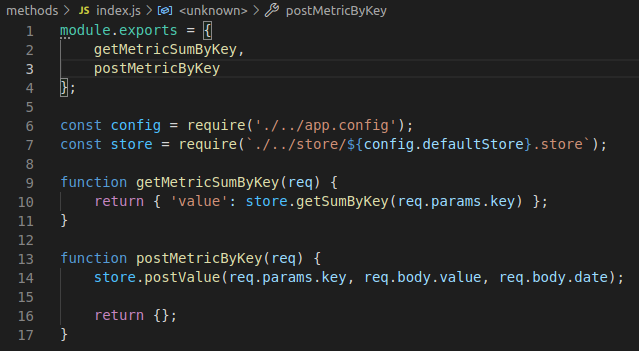 methods > JS index.js > <unknown> > postMetricByKey
1 module.exports = {
2     getMetricSumByKey,
3     postMetricByKey
4 };
5
6 const config = require('./../app.config');
7 const store = require(`./../store/${config.defaultStore}.store`);
8
9 function getMetricSumByKey(req) {
10     return { 'value': store.getSumByKey(req.params.key) };
11 }
12
13 function postMetricByKey(req) {
14     store.postValue(req.params.key, req.body.value, req.body.date);
15
16     return {};
17 }